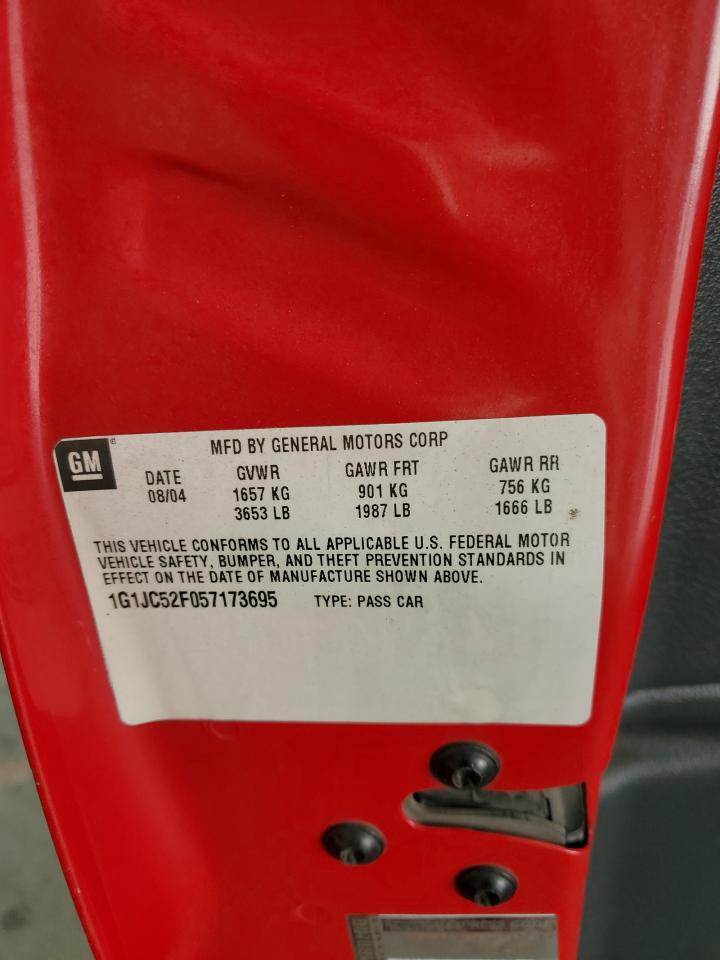 GM
MFD BY GENERAL MOTORS CORP
DATE GVWR GAWR FRT GAWR RR
08/04 1657 KG 901 KG 756 KG
3653 LB 1987 LB 1666 LB
THIS VEHICLE CONFORMS TO ALL APPLICABLE U.S. FEDERAL MOTOR
VEHICLE SAFETY, BUMPER, AND THEFT PREVENTION STANDARDS IN
EFFECT ON THE DATE OF MANUFACTURE SHOWN ABOVE.
1G1JC52F057173695 TYPE: PASS CAR